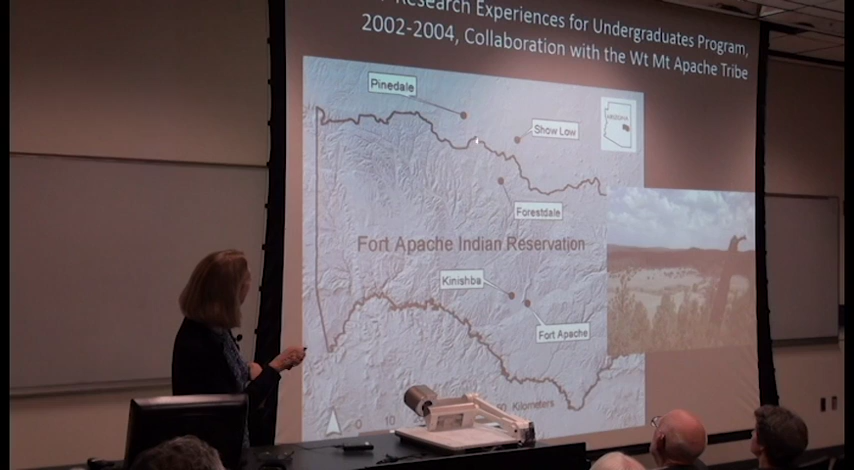 Research Experiences for Undergraduates Program,
2002-2004, Collaboration with the Wt Mt Apache Tribe
Pinedale
ARIZONA
Show Low
Forestdale
Fort Apache Indian Reservation
Kinishba
Fort Apache
0 10 Kilometers